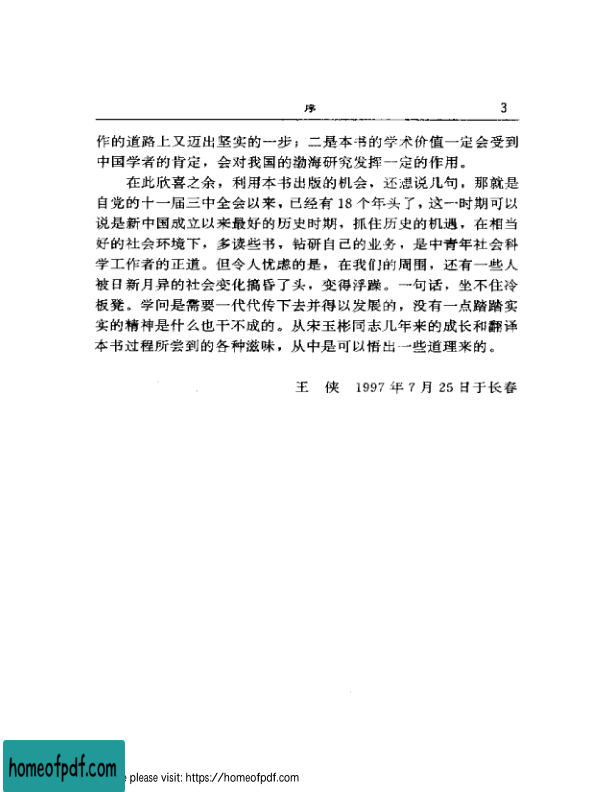 序 3
作的道路上又迈出坚实的一步；二是本书的学术价值一定会受到
中国学者的肯定，会对我国的渤海研究发挥一定的作用。
在此欣喜之余，利用本书出版的机会，还想说几句，那就是
自党的十一届三中全会以来，已经有 18 个年头了，这一时期可以
说是新中国成立以来最好的历史时期，抓住历史的机遇，在相当
好的社会环境下，多读些书，钻研自己的业务，是中青年社会科
学工作者的正道。但令人忧虑的是，在我们的周围，还有一些人
被日新月异的社会变化搞昏了头，变得浮躁。一句话，坐不住冷
板凳。学问是需要一代代传下去并得以发展的，没有一点踏踏实
实的精神是什么也干不成的。从宋玉彬同志几年来的成长和翻译
本书过程所尝到的各种滋味，从中是可以悟出一些道理来的。
王 侠 1997 年 7 月 25 日于长春
homeofpdf.com
e please visit: https://homeofpdf.com